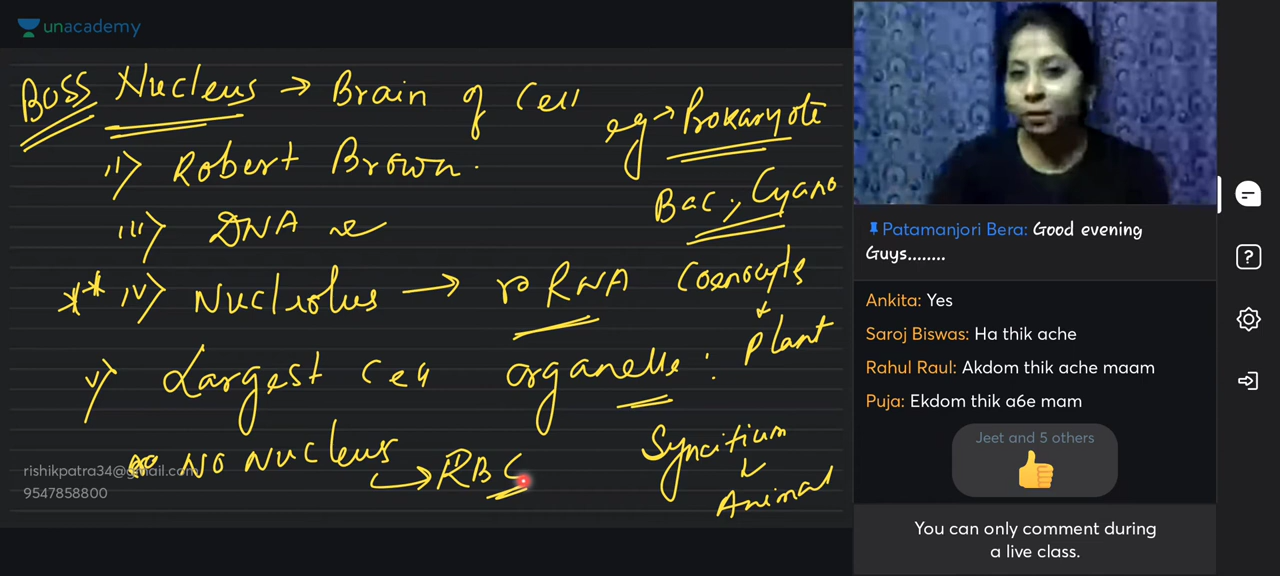 unacademy
BOSS Nucleus → Brain of Cell
eg → Prokaryote
ii) Robert Brown.
Bac, Cyano
iii) DNA
** iv) Nucleolus → rRNA
Coenocyte
↓
Plant
v) Largest Cell organelle :
No Nucleus
↳ RBC
Syncitium
↓
Animal
rishikpatra34@gmail.com
9547858800
Patamanjori Bera: Good evening
Guys........
Ankita: Yes
Saroj Biswas: Ha thik ache
Rahul Raul: Akdom thik ache maam
Puja: Ekdom thik a6e mam
Jeet and 5 others
👍
You can only comment during
a live class.
?